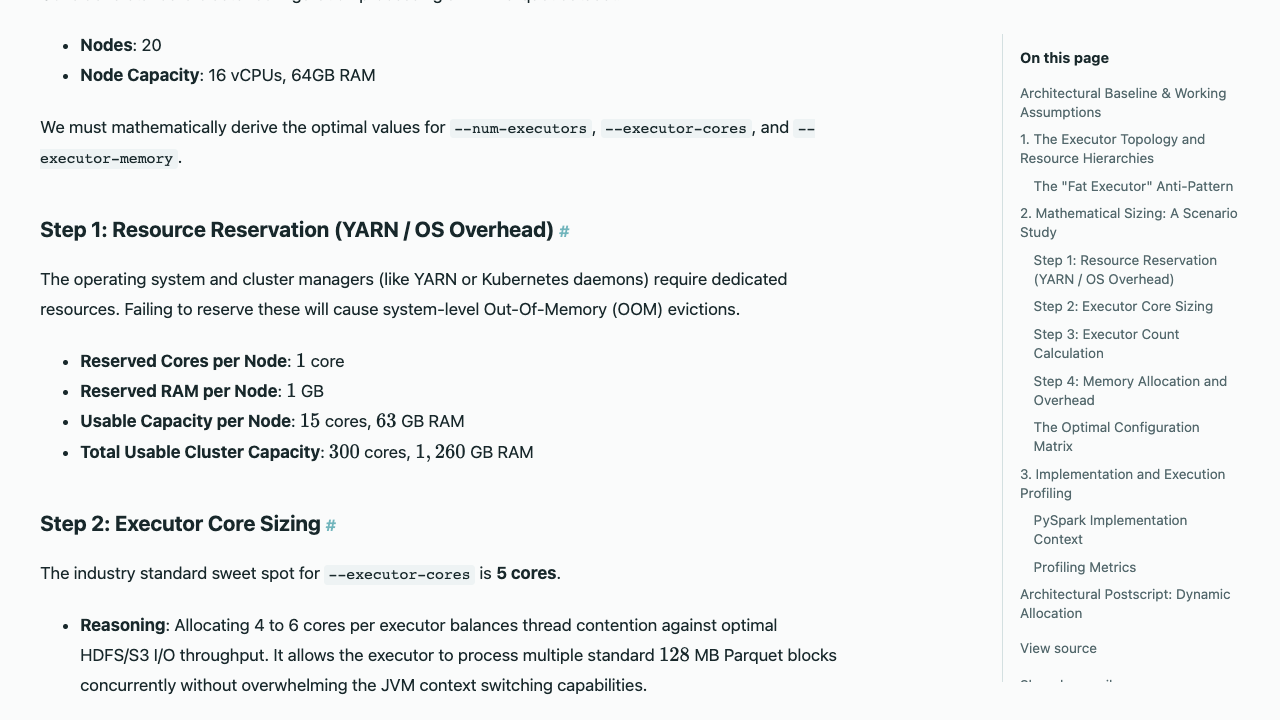 Nodes: 20
Node Capacity: 16 vCPUs, 64GB RAM
We must mathematically derive the optimal values for --num-executors, --executor-cores, and --
executor-memory.
Step 1: Resource Reservation (YARN / OS Overhead) #
The operating system and cluster managers (like YARN or Kubernetes daemons) require dedicated
resources. Failing to reserve these will cause system-level Out-Of-Memory (OOM) evictions.
Reserved Cores per Node: 1 core
Reserved RAM per Node: 1 GB
Usable Capacity per Node: 15 cores, 63 GB RAM
Total Usable Cluster Capacity: 300 cores, 1,260 GB RAM
Step 2: Executor Core Sizing #
The industry standard sweet spot for --executor-cores is 5 cores.
Reasoning: Allocating 4 to 6 cores per executor balances thread contention against optimal
HDFS/S3 I/O throughput. It allows the executor to process multiple standard 128 MB Parquet blocks
concurrently without overwhelming the JVM context switching capabilities.
On this page
Architectural Baseline & Working
Assumptions
1. The Executor Topology and
Resource Hierarchies
The "Fat Executor" Anti-Pattern
2. Mathematical Sizing: A Scenario
Study
Step 1: Resource Reservation
(YARN / OS Overhead)
Step 2: Executor Core Sizing
Step 3: Executor Count
Calculation
Step 4: Memory Allocation and
Overhead
The Optimal Configuration
Matrix
3. Implementation and Execution
Profiling
PySpark Implementation
Context
Profiling Metrics
Architectural Postscript: Dynamic
Allocation
View source